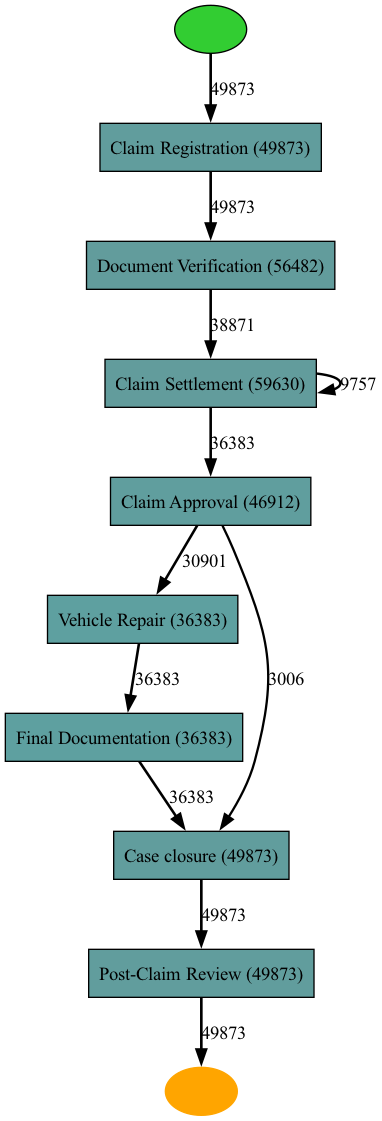 49873
Claim Registration (49873)
49873
Document Verification (56482)
38871
Claim Settlement (59630)
9757
36383
Claim Approval (46912)
30901
Vehicle Repair (36383)
36383
3006
Final Documentation (36383)
36383
Case closure (49873)
49873
Post-Claim Review (49873)
49873